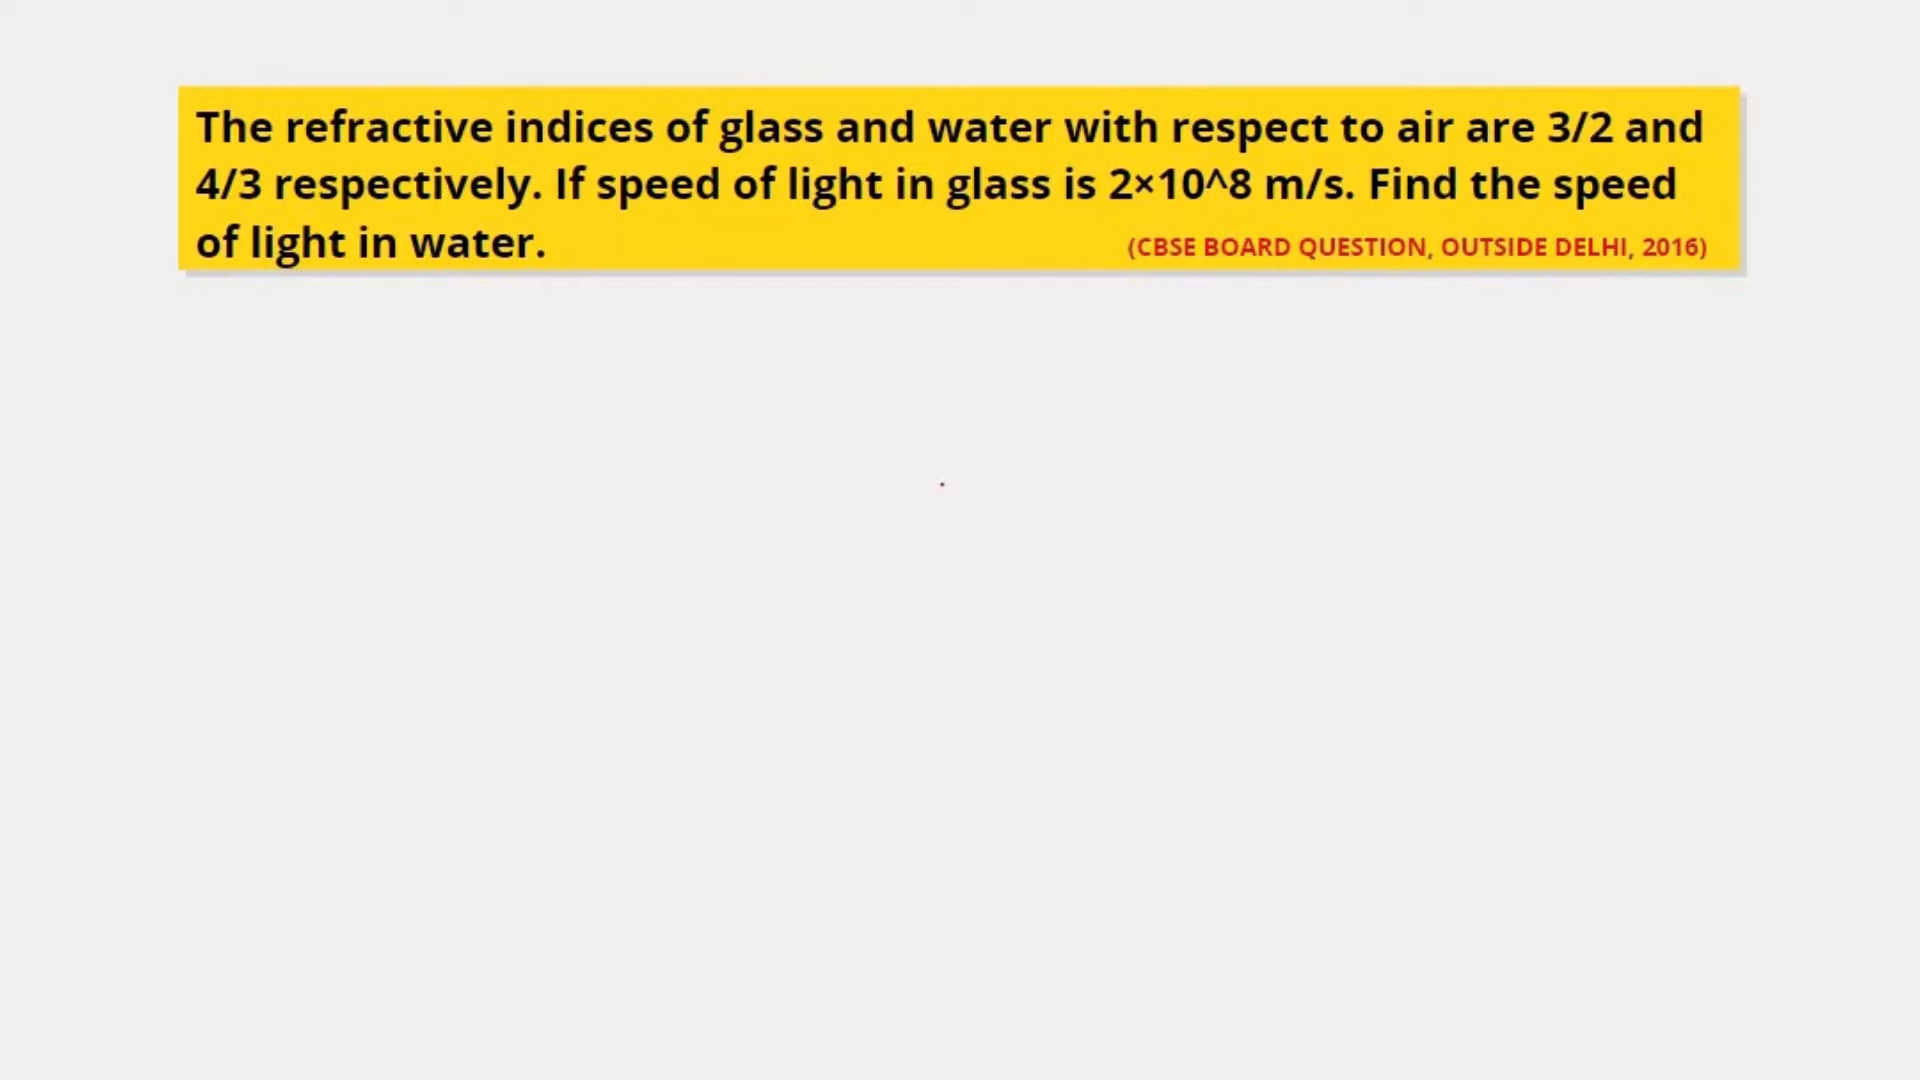 The refractive indices of glass and water with respect to air are 3/2 and
4/3 respectively. If speed of light in glass is 2×10^8 m/s. Find the speed
of light in water.
(CBSE BOARD QUESTION, OUTSIDE DELHI, 2016)